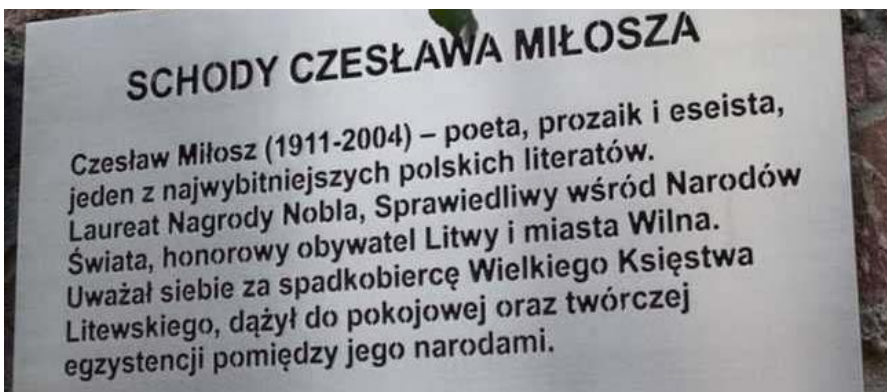 SCHODY CZESŁAWA MIŁOSZA
Czesław Miłosz (1911-2004) – poeta, prozaik i eseista,
jeden z najwybitniejszych polskich literatów.
Laureat Nagrody Nobla, Sprawiedliwy wśród Narodów
Świata, honorowy obywatel Litwy i miasta Wilna.
Uważał siebie za spadkobiercę Wielkiego Księstwa
Litewskiego, dążył do pokojowej oraz twórczej
egzystencji pomiędzy jego narodami.